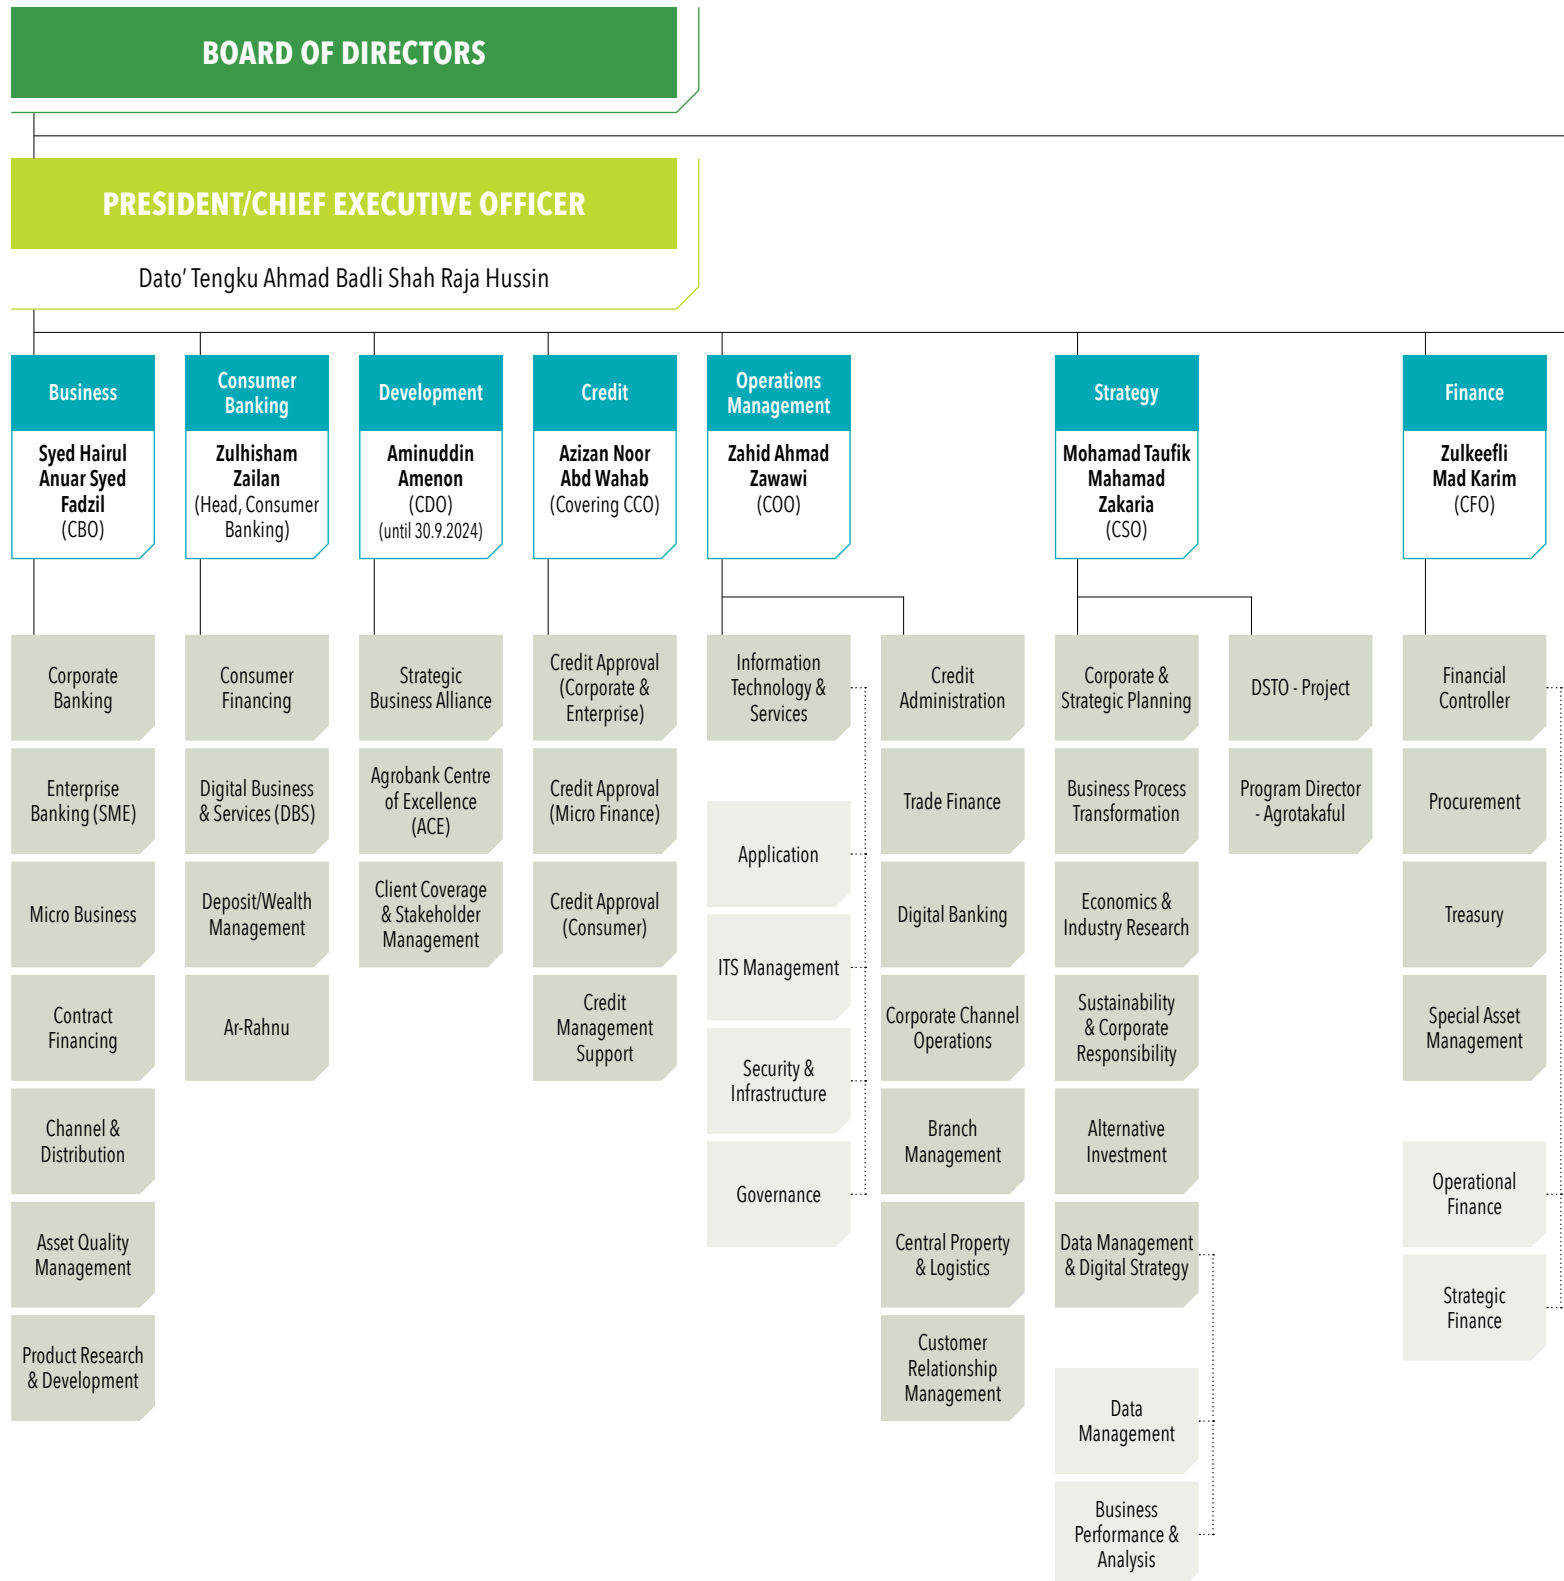 BOARD OF DIRECTORS
PRESIDENT/CHIEF EXECUTIVE OFFICER
Dato’ Tengku Ahmad Badli Shah Raja Hussin
Business
Syed Hairul
Anuar Syed
Fadzil
(CBO)
Corporate
Banking
Enterprise
Banking (SME)
Micro Business
Contract
Financing
Channel &
Distribution
Asset Quality
Management
Product Research
& Development
Consumer
Banking
Zulhisham
Zailan
(Head, Consumer
Banking)
Consumer
Financing
Digital Business
& Services (DBS)
Deposit/Wealth
Management
Ar-Rahnu
Development
Aminuddin
Amenon
(CDO)
(until 30.9.2024)
Strategic
Business Alliance
Agrobank Centre
of Excellence
(ACE)
Client Coverage
& Stakeholder
Management
Credit
Azizan Noor
Abd Wahab
(Covering CCO)
Credit Approval
(Corporate &
Enterprise)
Credit Approval
(Micro Finance)
Credit Approval
(Consumer)
Credit
Management
Support
Operations
Management
Zahid Ahmad
Zawawi
(COO)
Information
Technology &
Services
Application
ITS Management
Security &
Infrastructure
Governance
Credit
Administration
Trade Finance
Digital Banking
Corporate Channel
Operations
Branch
Management
Central Property
& Logistics
Customer
Relationship
Management
Strategy
Mohamad Taufik
Mahamad
Zakaria
(CSO)
Corporate &
Strategic Planning
Business Process
Transformation
Economics &
Industry Research
Sustainability
& Corporate
Responsibility
Alternative
Investment
Data Management
& Digital Strategy
Data
Management
Business
Performance &
Analysis
DSTO - Project
Program Director
- Agrotakaful
Finance
Zulkeefli
Mad Karim
(CFO)
Financial
Controller
Procurement
Treasury
Special Asset
Management
Operational
Finance
Strategic
Finance